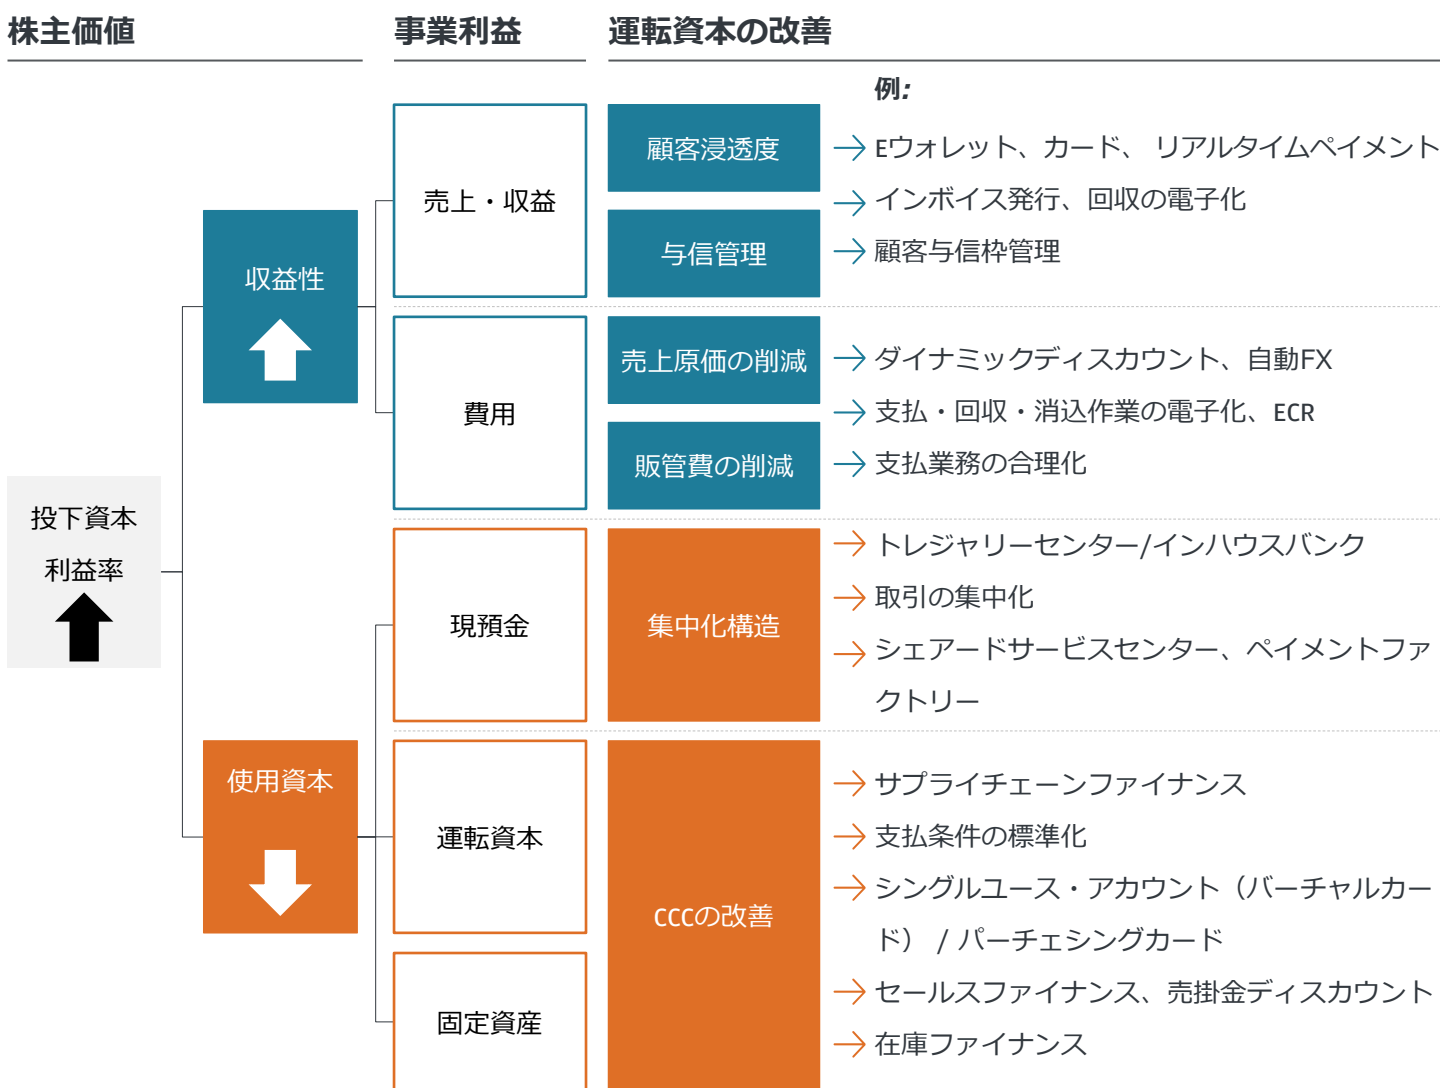 株主価値
事業利益
運転資本の改善
例:
投下資本
利益率
収益性
使用資本
売上・収益
費用
現預金
運転資本
固定資産
顧客浸透度
与信管理
売上原価の削減
販管費の削減
集中化構造
CCCの改善
Eウォレット、カード、 リアルタイムペイメント
インボイス発行、回収の電子化
顧客与信枠管理
ダイナミックディスカウント、自動FX
支払・回収・消込作業の電子化、ECR
支払業務の合理化
トレジャリーセンター/インハウスバンク
取引の集中化
シェアードサービスセンター、ペイメントファ
クトリー
サプライチェーンファイナンス
支払条件の標準化
シングルユース・アカウント（バーチャルカー
ド） / パーチェシングカード
セールスファイナンス、売掛金ディスカウント
在庫ファイナンス